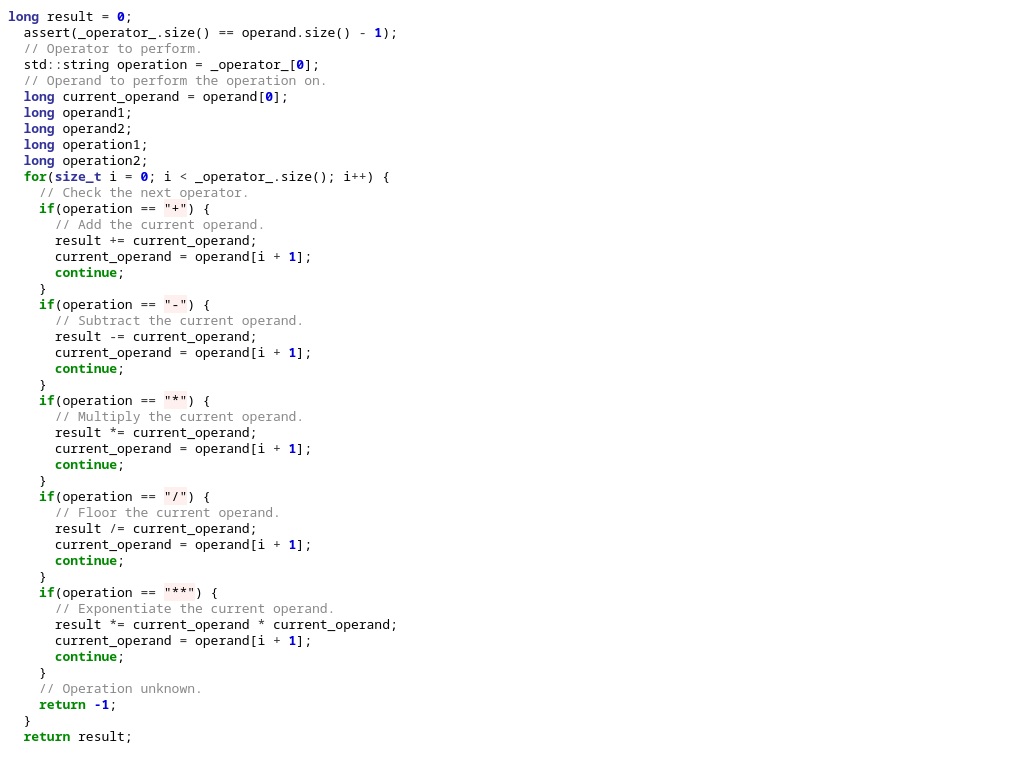 long result = 0;
  assert(_operator_.size() == operand.size() - 1);
  // Operator to perform.
  std::string operation = _operator_[0];
  // Operand to perform the operation on.
  long current_operand = operand[0];
  long operand1;
  long operand2;
  long operation1;
  long operation2;
  for(size_t i = 0; i < _operator_.size(); i++) {
    // Check the next operator.
    if(operation == "+") {
      // Add the current operand.
      result += current_operand;
      current_operand = operand[i + 1];
      continue;
    }
    if(operation == "-") {
      // Subtract the current operand.
      result -= current_operand;
      current_operand = operand[i + 1];
      continue;
    }
    if(operation == "*") {
      // Multiply the current operand.
      result *= current_operand;
      current_operand = operand[i + 1];
      continue;
    }
    if(operation == "/") {
      // Floor the current operand.
      result /= current_operand;
      current_operand = operand[i + 1];
      continue;
    }
    if(operation == "**") {
      // Exponentiate the current operand.
      result *= current_operand * current_operand;
      current_operand = operand[i + 1];
      continue;
    }
    // Operation unknown.
    return -1;
  }
  return result;